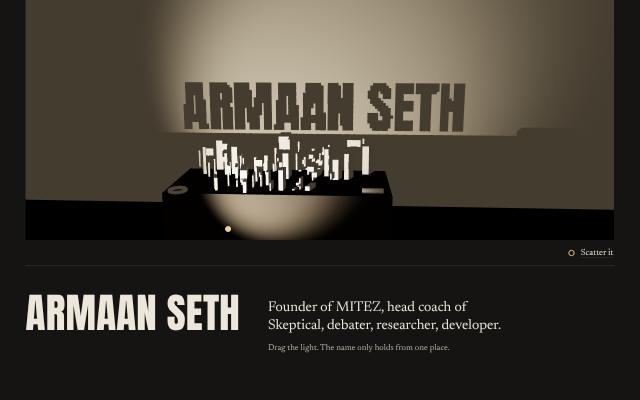 ARMAAN SETH
Scatter it
ARMAAN SETH
Founder of MITEZ, head coach of
Skeptical, debater, researcher, developer.
Drag the light. The name only holds from one place.